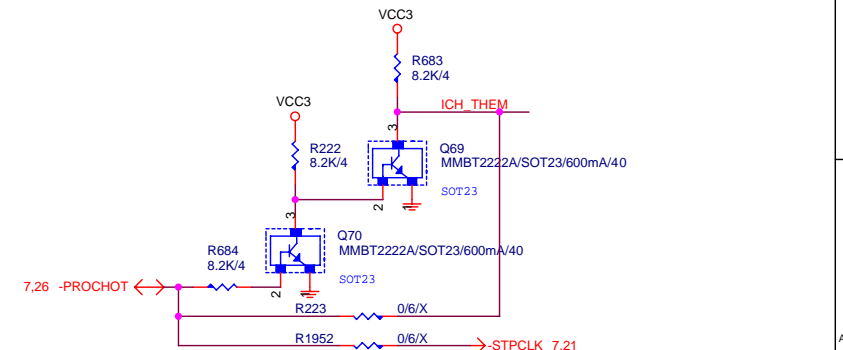 VCC3
R683
8.2K/4
ICH_THEM
VCC3
3
R222
8.2K/4
Q69
MMBT2222A/SOT23/600mA/40
SOT23
2
1
3
Q70
MMBT2222A/SOT23/600mA/40
R684
8.2K/4
SOT23
2
1
7,26 -PROCHOT
R223 0/6/X
R1952 0/6/X
-STPCLK 7,21
A